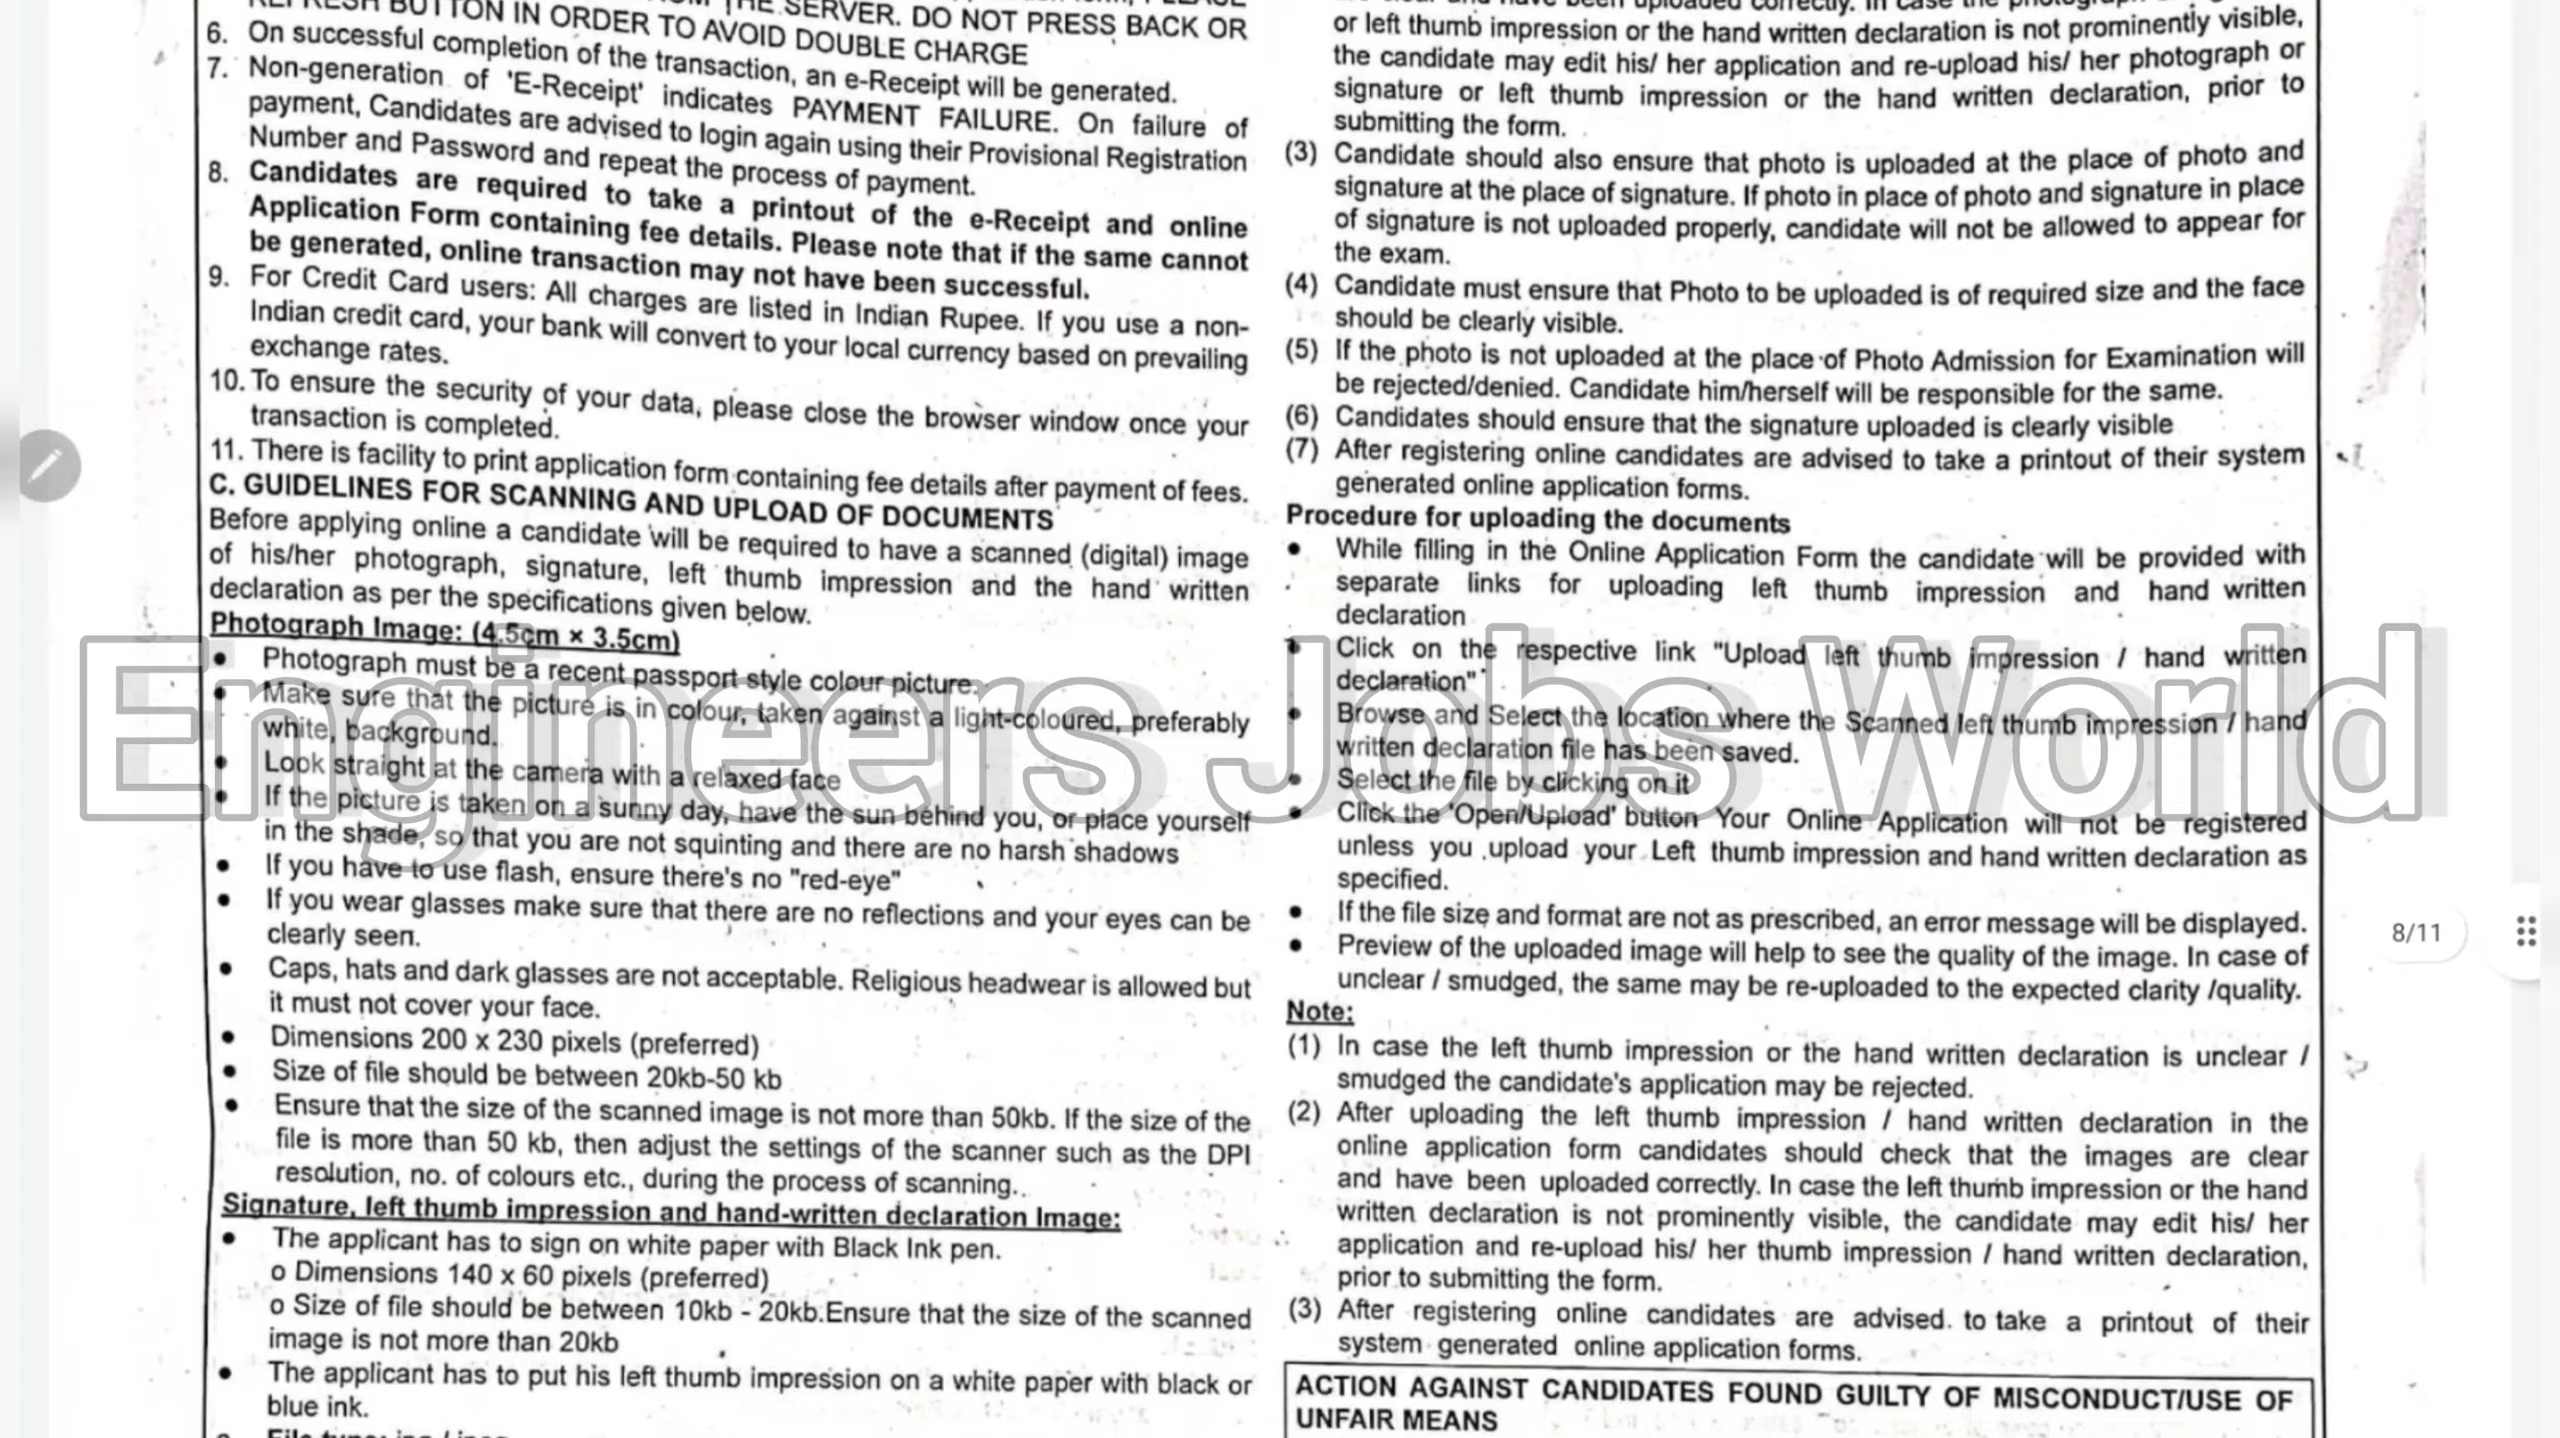 REFRESH BUTTON IN ORDER TO AVOID DOUBLE CHARGE
THE SERVER. DO NOT PRESS BACK OR
6. On successful completion of the transaction, an e-Receipt will be generated.
7. Non-generation of 'E-Receipt' indicates PAYMENT FAILURE. On failure of
payment, Candidates are advised to login again using their Provisional Registration
Number and Password and repeat the process of payment.
8. Candidates are required to take a printout of the e-Receipt and online
Application Form containing fee details. Please note that if the same cannot
be generated, online transaction may not have been successful.
9. For Credit Card users: All charges are listed in Indian Rupee. If you use a non-
Indian credit card, your bank will convert to your local currency based on prevailing
exchange rates.
10. To ensure the security of your data, please close the browser window once your
transaction is completed.
11. There is facility to print application form containing fee details after payment of fees.
C. GUIDELINES FOR SCANNING AND UPLOAD OF DOCUMENTS
Before applying online a candidate will be required to have a scanned (digital) image
of his/her photograph, signature, left thumb impression and the hand written
declaration as per the specifications given below.
Photograph Image: (4.5cm × 3.5cm)
• Photograph must be a recent passport style colour picture.
• Make sure that the picture is in colour, taken against a light-coloured, preferably
white, background.
• Look straight at the camera with a relaxed face
• If the picture is taken on a sunny day, have the sun behind you, or place yourself
in the shade, so that you are not squinting and there are no harsh shadows
• If you have to use flash, ensure there's no "red-eye"
• If you wear glasses make sure that there are no reflections and your eyes can be
clearly seen.
• Caps, hats and dark glasses are not acceptable. Religious headwear is allowed but
it must not cover your face.
• Dimensions 200 x 230 pixels (preferred)
• Size of file should be between 20kb-50 kb
• Ensure that the size of the scanned image is not more than 50kb. If the size of the
file is more than 50 kb, then adjust the settings of the scanner such as the DPI
resolution, no. of colours etc., during the process of scanning..
Signature, left thumb impression and hand-written declaration Image:
• The applicant has to sign on white paper with Black Ink pen.
o Dimensions 140 x 60 pixels (preferred)
o Size of file should be between 10kb - 20kb.Ensure that the size of the scanned
image is not more than 20kb
• The applicant has to put his left thumb impression on a white paper with black or
blue ink.
or left thumb impression or the hand written declaration is not prominently visible,
the candidate may edit his/ her application and re-upload his/ her photograph or
signature or left thumb impression or the hand written declaration, prior to
submitting the form.
(3) Candidate should also ensure that photo is uploaded at the place of photo and
signature at the place of signature. If photo in place of photo and signature in place
of signature is not uploaded properly, candidate will not be allowed to appear for
the exam.
(4) Candidate must ensure that Photo to be uploaded is of required size and the face
should be clearly visible.
(5) If the photo is not uploaded at the place of Photo Admission for Examination will
be rejected/denied. Candidate him/herself will be responsible for the same.
(6) Candidates should ensure that the signature uploaded is clearly visible
(7) After registering online candidates are advised to take a printout of their system
generated online application forms.
Procedure for uploading the documents
• While filling in the Online Application Form the candidate will be provided with
separate links for uploading left thumb impression and hand written
declaration
• Click on the respective link "Upload left thumb impression / hand written
declaration"
• Browse and Select the location where the Scanned left thumb impression / hand
written declaration file has been saved.
• Select the file by clicking on it
• Click the 'Open/Upload' button Your Online Application will not be registered
unless you upload your Left thumb impression and hand written declaration as
specified.
• If the file size and format are not as prescribed, an error message will be displayed.
• Preview of the uploaded image will help to see the quality of the image. In case of
unclear / smudged, the same may be re-uploaded to the expected clarity /quality.
Note:
(1) In case the left thumb impression or the hand written declaration is unclear /
smudged the candidate's application may be rejected.
(2) After uploading the left thumb impression / hand written declaration in the
online application form candidates should check that the images are clear
and have been uploaded correctly. In case the left thumb impression or the hand
written declaration is not prominently visible, the candidate may edit his/ her
application and re-upload his/ her thumb impression / hand written declaration,
prior to submitting the form.
(3) After registering online candidates are advised. to take a printout of their
system generated online application forms.
ACTION AGAINST CANDIDATES FOUND GUILTY OF MISCONDUCT/USE OF
UNFAIR MEANS
Engineers Jobs World
8/11